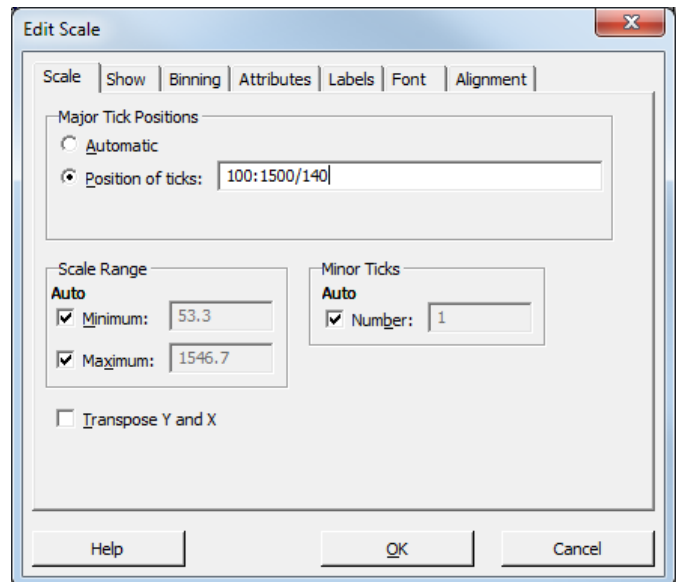 Edit Scale
Scale Show Binning Attributes Labels Font Alignment
Major Tick Positions
Automatic
Position of ticks: 100:1500/140
Scale Range
Auto
Minimum: 53.3
Maximum: 1546.7
Minor Ticks
Auto
Number: 1
Transpose Y and X
Help OK Cancel